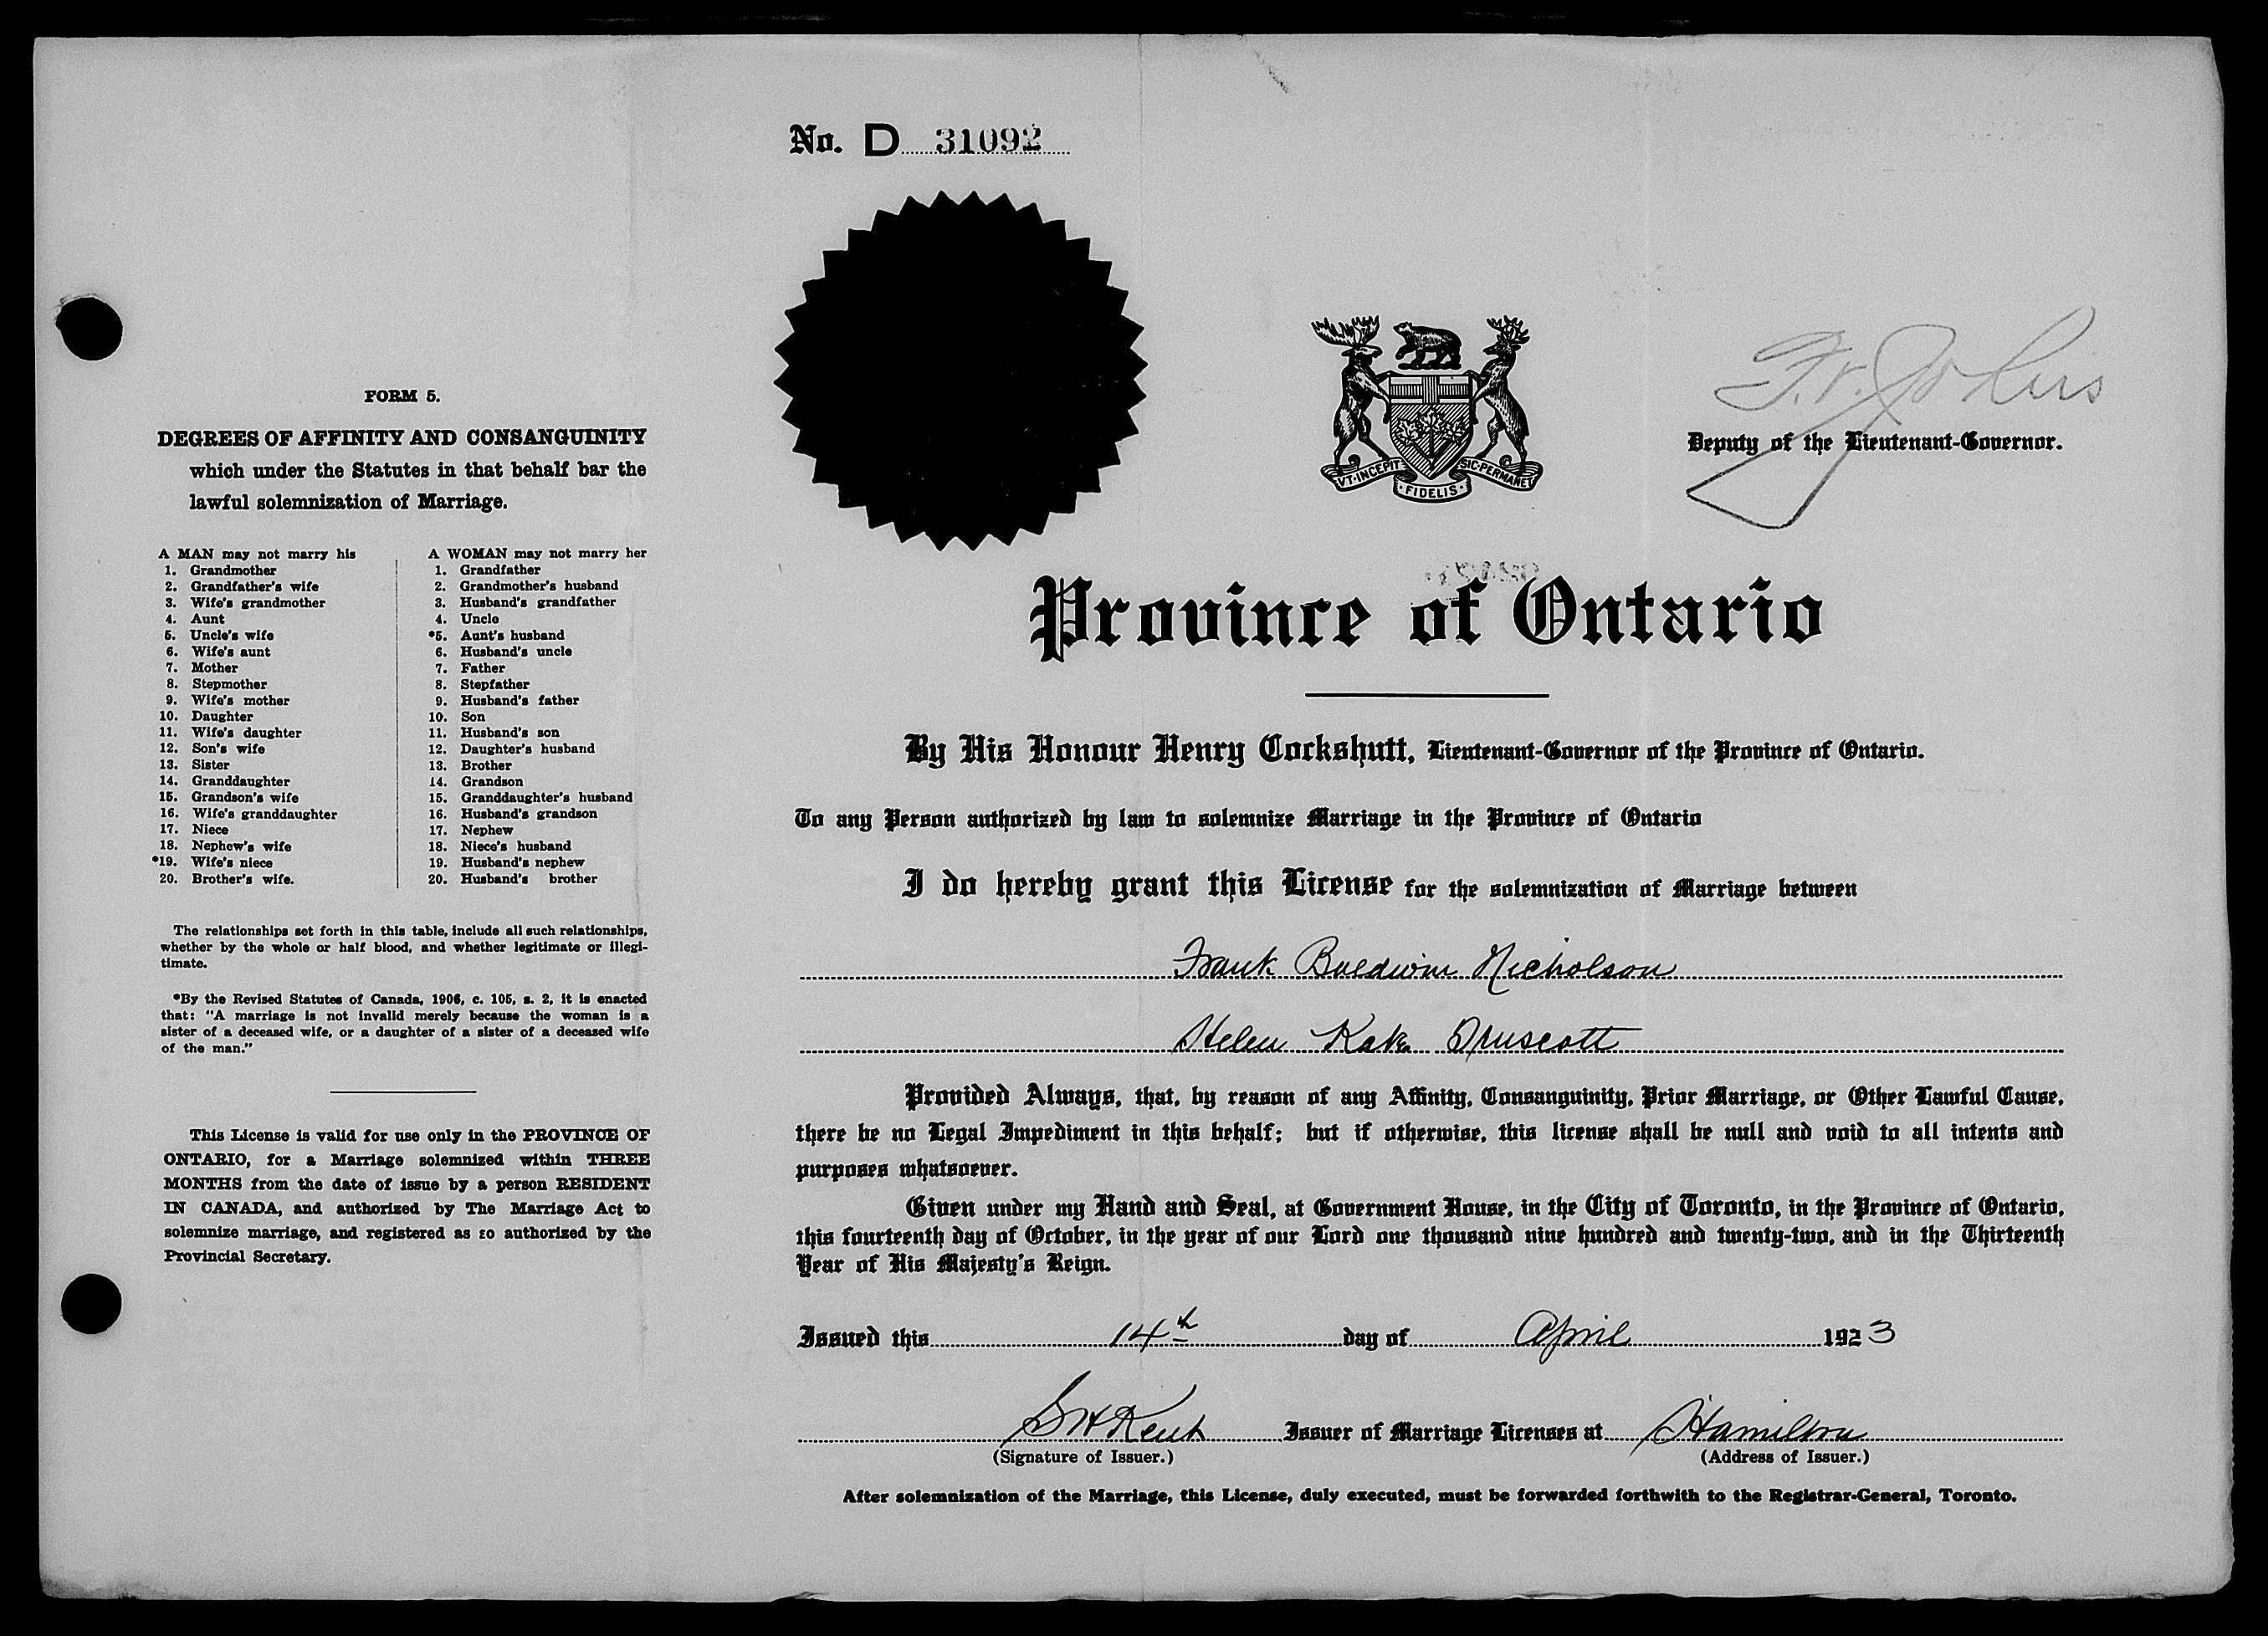 FORM 5.
DEGREES OF AFFINITY AND CONSANGUINITY
which under the Statutes in that behalf bar the
lawful solemnization of Marriage.
A MAN may not marry his
1. Grandmother
2. Grandfather's wife
3. Wife's grandmother
4. Aunt
5. Uncle's wife
6. Wife's aunt
7. Mother
8. Stepmother
9. Wife's mother
10. Daughter
11. Wife's daughter
12. Son's wife
13. Sister
14. Granddaughter
15. Grandson's wife
16. Wife's granddaughter
17. Niece
18. Nephew's wife
*19. Wife's niece
20. Brother's wife.
A WOMAN may not marry her
1. Grandfather
2. Grandmother's husband
3. Husband's grandfather
4. Uncle
*5. Aunt's husband
6. Husband's uncle
7. Father
8. Stepfather
9. Husband's father
10. Son
11. Husband's son
12. Daughter's husband
13. Brother
14. Grandson
15. Granddaughter's husband
16. Husband's grandson
17. Nephew
18. Niece's husband
19. Husband's nephew
20. Husband's brother
The relationships set forth in this table, include all such relationships,
whether by the whole or half blood, and whether legitimate or illegi-
timate.
*By the Revised Statutes of Canada, 1906, c. 105, s. 2, it is enacted
that: "A marriage is not invalid merely because the woman is a
sister of a deceased wife, or a daughter of a sister of a deceased wife
of the man."
This License is valid for use only in the PROVINCE OF
ONTARIO, for a Marriage solemnized within THREE
MONTHS from the date of issue by a person RESIDENT
IN CANADA, and authorized by The Marriage Act to
solemnize marriage, and registered as so authorized by the
Provincial Secretary.
No. D 31092
VT·INCEPIT SIC·PERMANET
·FIDELIS·
Deputy of the Lieutenant-Governor.
Province of Ontario
By His Honour Henry Cockshutt, Lieutenant-Governor of the Province of Ontario.
To any Person authorized by law to solemnize Marriage in the Province of Ontario
I do hereby grant this License for the solemnization of Marriage between
Frank Baldwin Nicholson
Helen Kate Truscott
Provided Always, that, by reason of any Affinity, Consanguinity, Prior Marriage, or Other Lawful Cause,
there be no Legal Impediment in this behalf; but if otherwise, this license shall be null and void to all intents and
purposes whatsoever.
Given under my Hand and Seal, at Government House, in the City of Toronto, in the Province of Ontario,
this fourteenth day of October, in the year of our Lord one thousand nine hundred and twenty-two, and in the Thirteenth
Year of His Majesty's Reign.
Issued this 14th day of April 1923
S H Kent Issuer of Marriage Licenses at Hamilton
(Signature of Issuer.) (Address of Issuer.)
After solemnization of the Marriage, this License, duly executed, must be forwarded forthwith to the Registrar-General, Toronto.